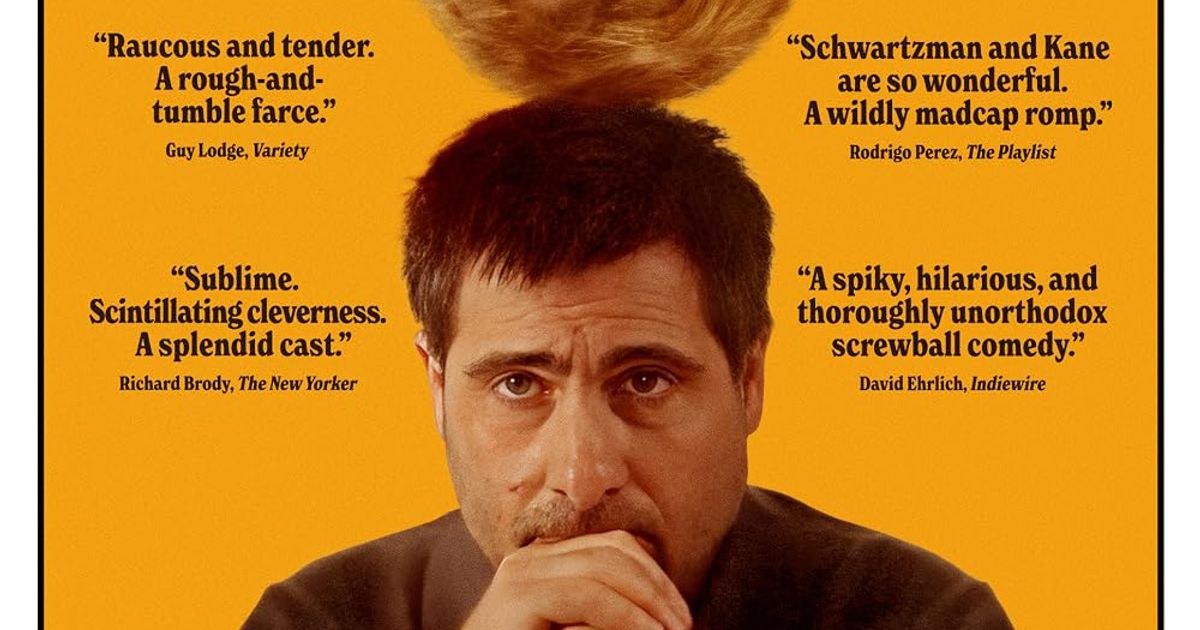 “Raucous and tender.
A rough-and-
tumble farce.”
Guy Lodge, Variety
“Schwartzman and Kane
are so wonderful.
A wildly madcap romp.”
Rodrigo Perez, The Playlist
“Sublime.
Scintillating cleverness.
A splendid cast.”
Richard Brody, The New Yorker
“A spiky, hilarious, and
thoroughly unorthodox
screwball comedy.”
David Ehrlich, Indiewire